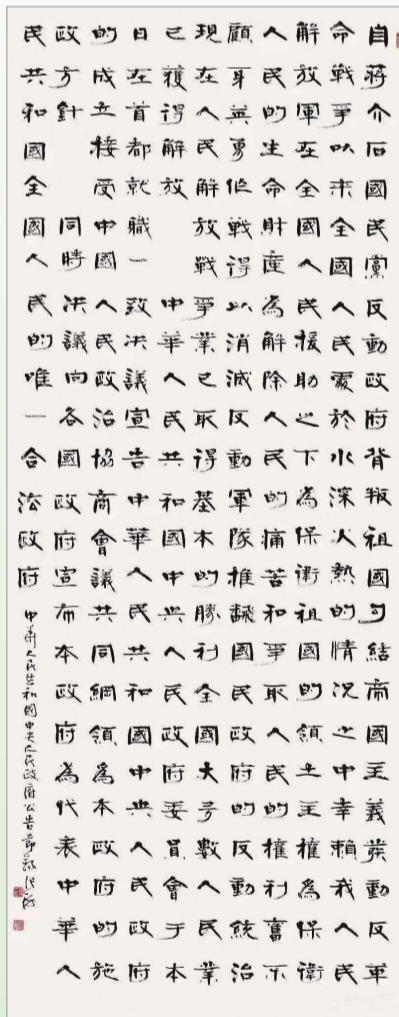 自蒋介石國民黨反動政府背叛祖國勾結帝國主義發動反革
命戰爭以来全國人民處於水深火熱的情况之中幸賴我人民
解放軍在全國人民援助之下為保衛祖國的領土主權為保衛
人民的生命財產為解除人民的痛苦和爭取人民的權利奮不
顧身英勇作戰得以消滅反動軍隊推翻國民政府的反動統治
現在人民解放戰爭業已取得基本的勝利全國大多數人民業
已獲得解放 中華人民共和國中央人民政府委員會于本
日在首都就職一致决議宣告中華人民共和國中央人民政府
的成立接受中國人民政治協商會議共同綱領為本政府的施
政方針 同時决議向各國政府宣布本政府為代表中華人
民共和國全國人民的唯一合法政府
中華人民共和國中央人民政府公告節錄